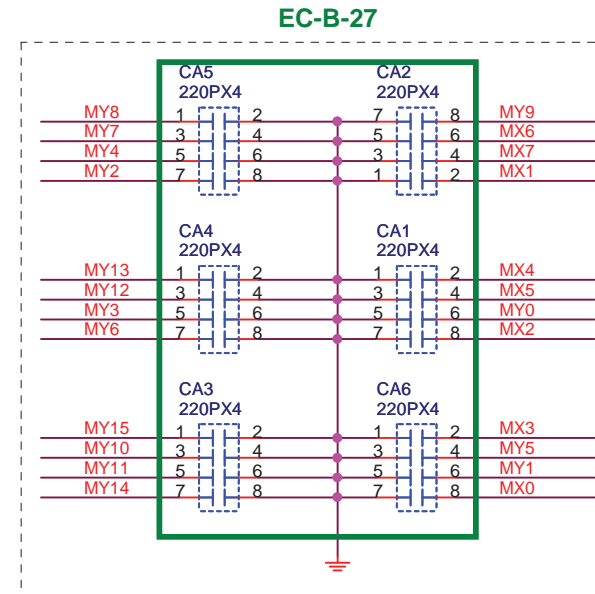 EC-B-27
CA5 CA2
220PX4 220PX4
MY8 1 2 7 8 MY9
MY7 3 4 5 6 MX6
MY4 5 6 3 4 MX7
MY2 7 8 1 2 MX1
CA4 CA1
220PX4 220PX4
MY13 1 2 1 2 MX4
MY12 3 4 3 4 MX5
MY3 5 6 5 6 MY0
MY6 7 8 7 8 MX2
CA3 CA6
220PX4 220PX4
MY15 1 2 1 2 MX3
MY10 3 4 3 4 MY5
MY11 5 6 5 6 MY1
MY14 7 8 7 8 MX0